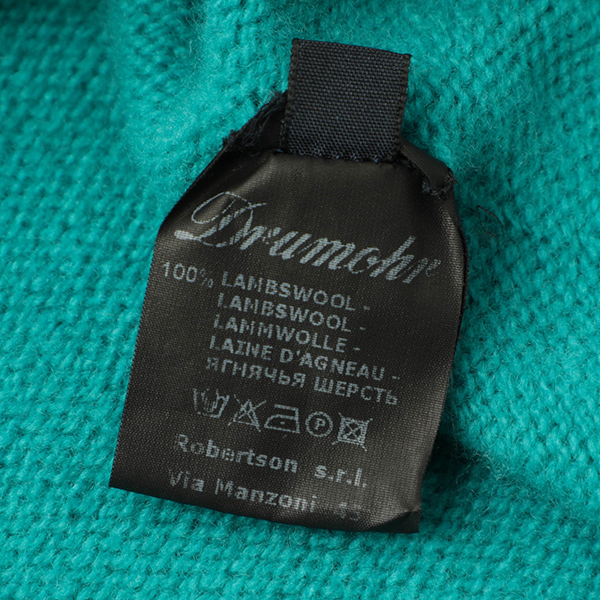 Drumohr
100% LAMBSWOOL -
LAMBSWOOL -
LAMMWOLLE -
LAINE D'AGNEAU -
ЯГНЯЧЬЯ ШЕРСТЬ
P
Robertson s.r.l.
Via Manzoni